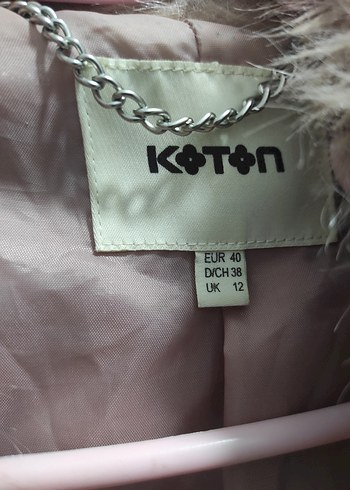 KOTON
EUR 40
D/CH 38
UK 12